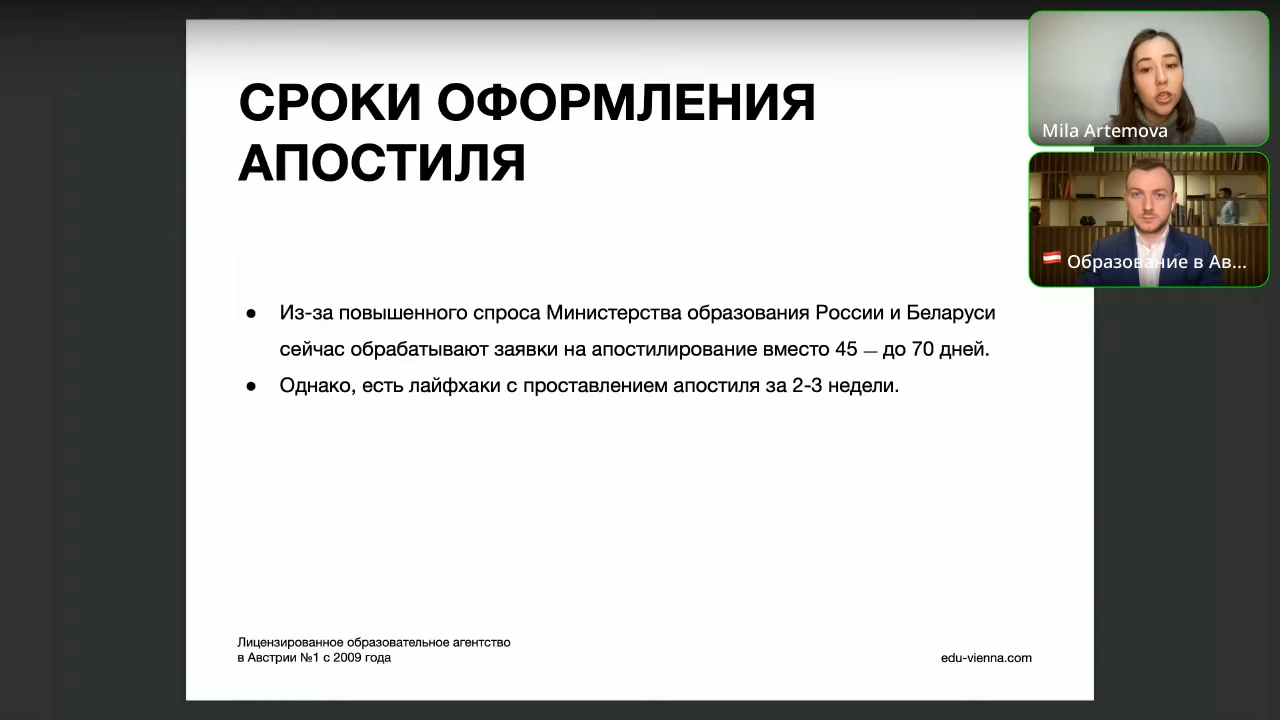 СРОКИ ОФОРМЛЕНИЯ
АПОСТИЛЯ
● Из-за повышенного спроса Министерства образования России и Беларуси
сейчас обрабатывают заявки на апостилирование вместо 45 — до 70 дней.
● Однако, есть лайфхаки с проставлением апостиля за 2-3 недели.
Лицензированное образовательное агентство
в Австрии №1 с 2009 года
edu-vienna.com
Mila Artemova
Образование в Ав...